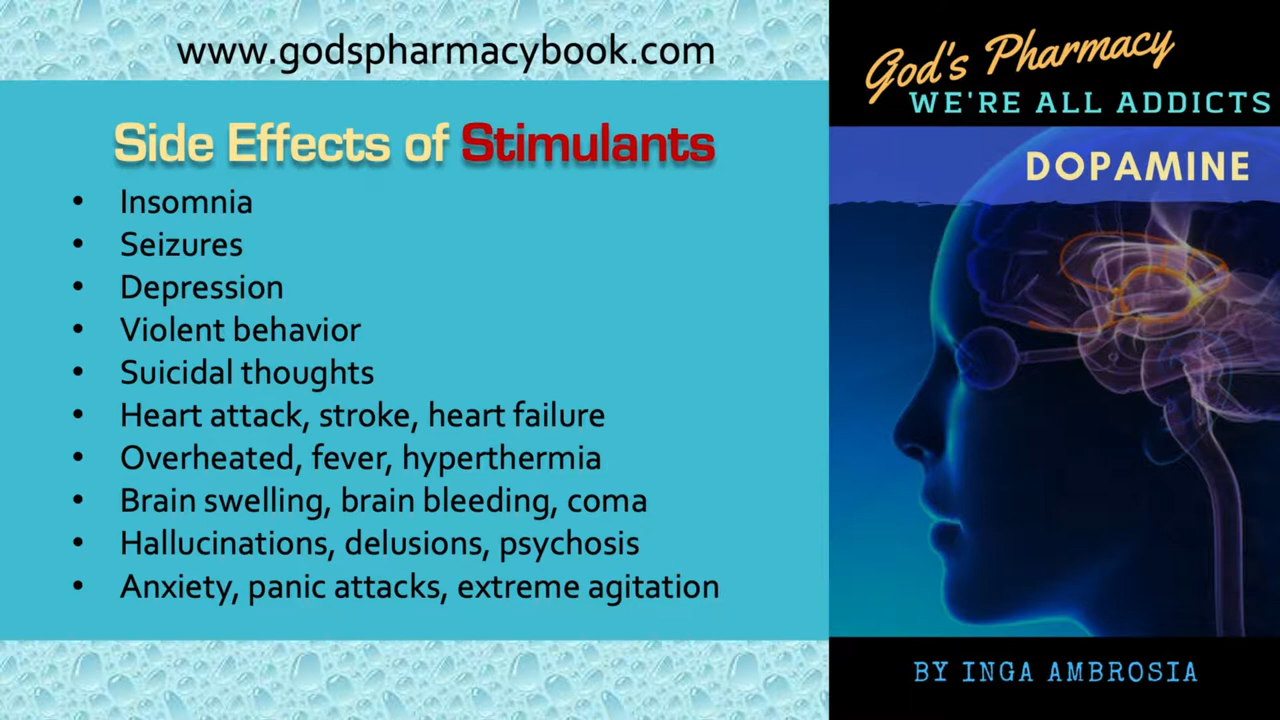 www.godspharmacybook.com
Side Effects of Stimulants
• Insomnia
• Seizures
• Depression
• Violent behavior
• Suicidal thoughts
• Heart attack, stroke, heart failure
• Overheated, fever, hyperthermia
• Brain swelling, brain bleeding, coma
• Hallucinations, delusions, psychosis
• Anxiety, panic attacks, extreme agitation
God's Pharmacy
WE'RE ALL ADDICTS
DOPAMINE
BY INGA AMBROSIA